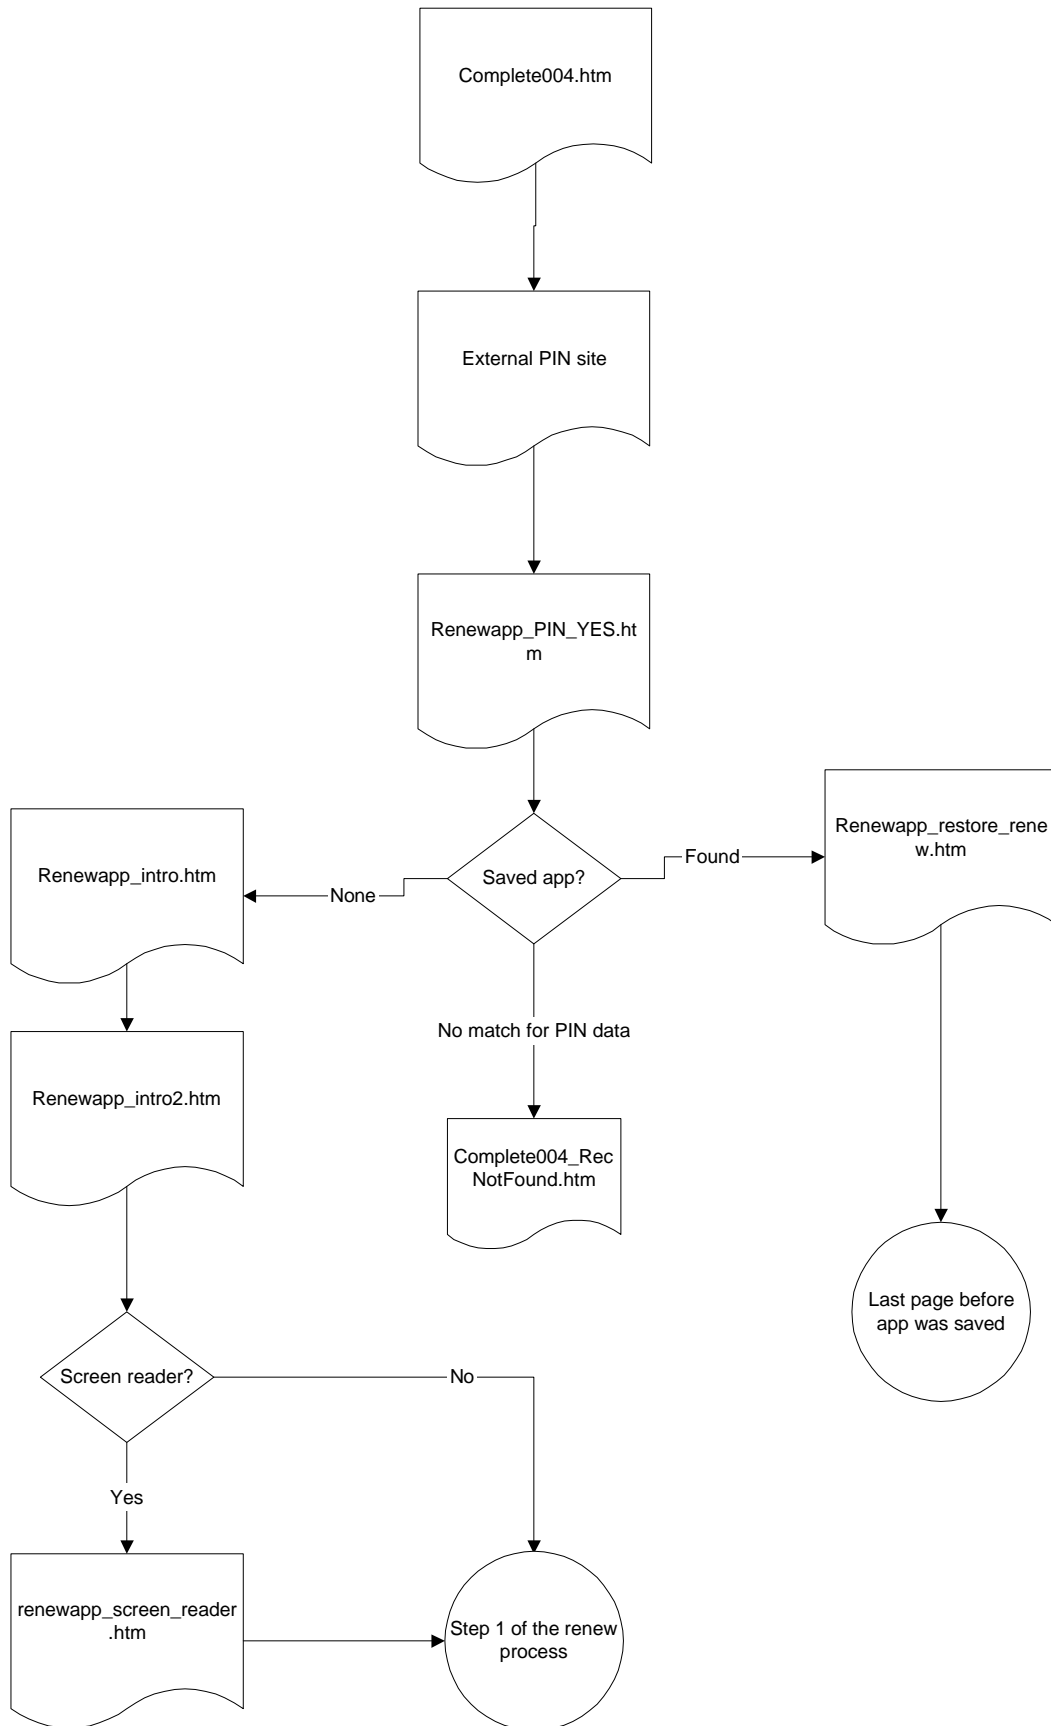 Complete004.htm
External PIN site
Renewapp_PIN_YES.ht
m
Renewapp_restore_rene
w.htm
Renewapp_intro.htm
None
Saved app?
Found
No match for PIN data
Renewapp_intro2.htm
Complete004_Rec
NotFound.htm
Last page before
app was saved
Screen reader?
No
Yes
renewapp_screen_reader
.htm
Step 1 of the renew
process